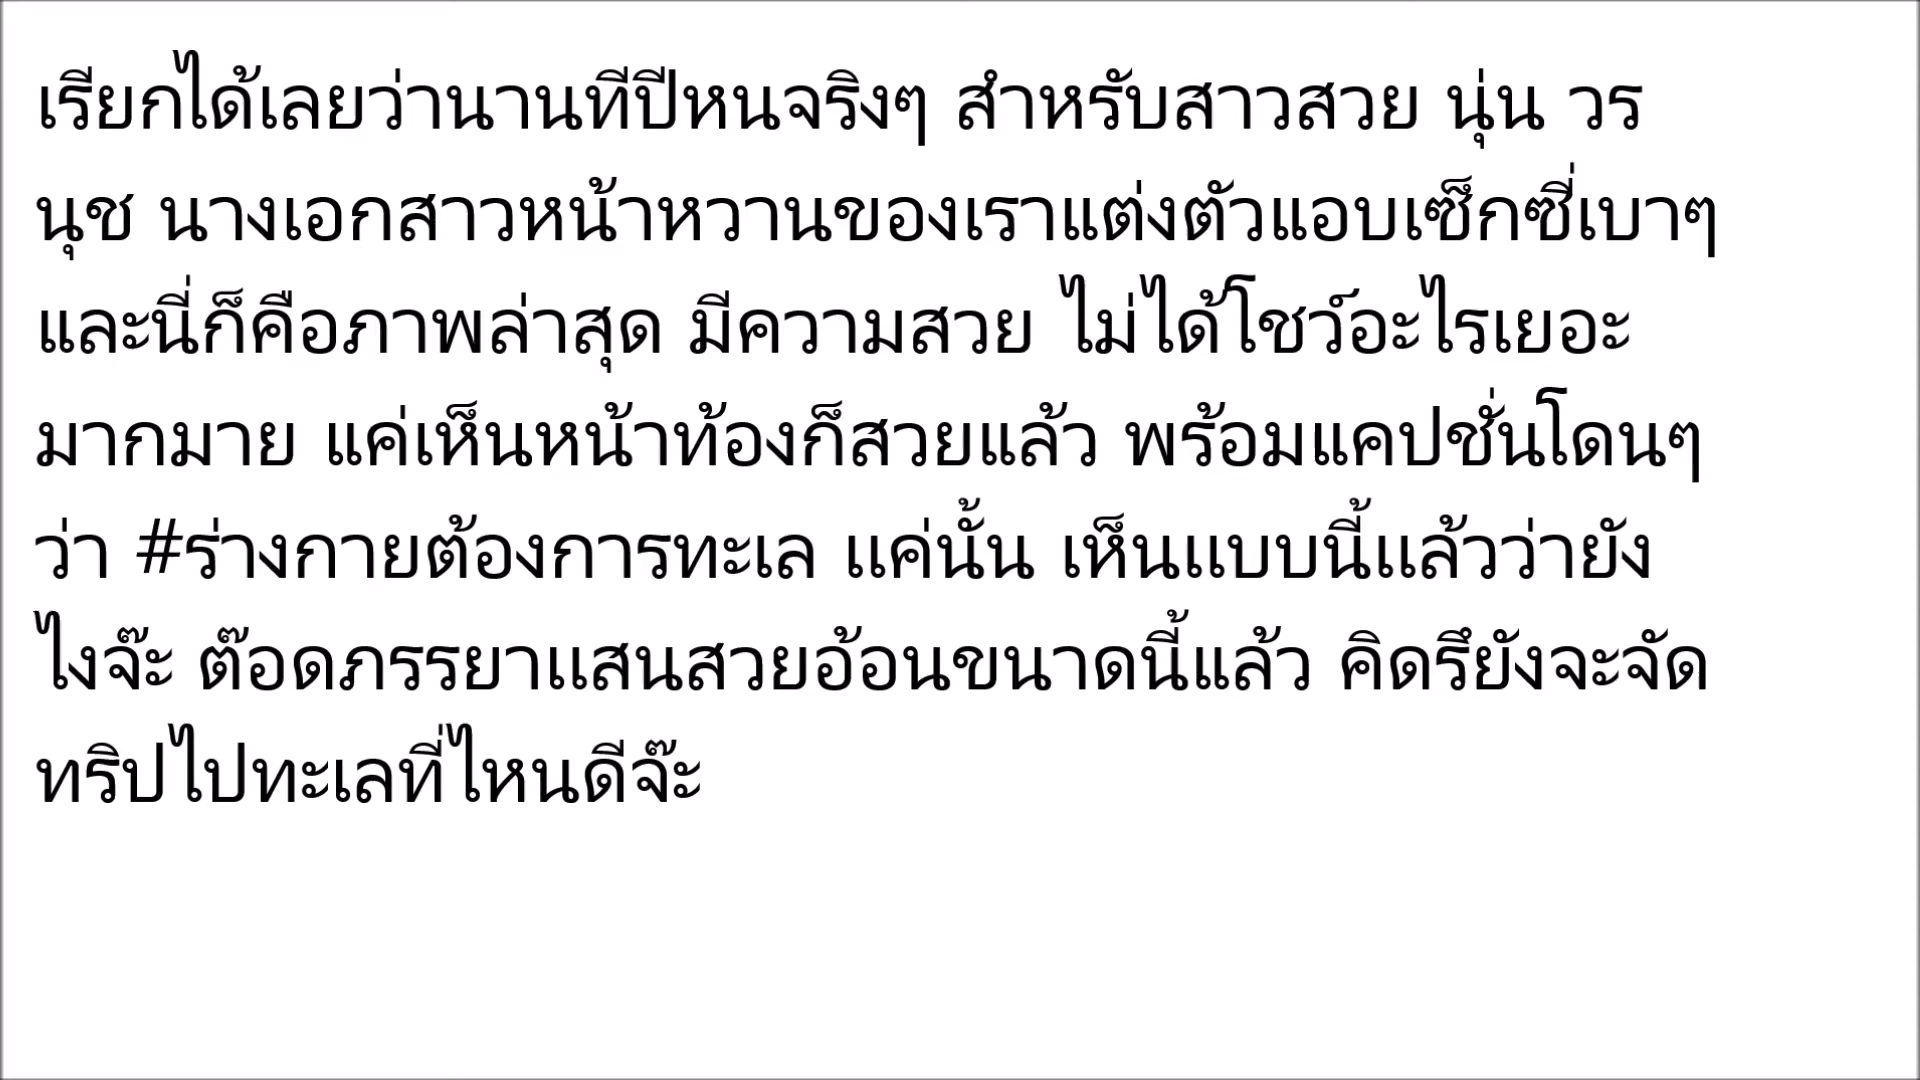 เรียกได้เลยว่านานทีปีหนจริงๆ สำหรับสาวสวย นุ่น วร
นุช นางเอกสาวหน้าหวานของเราแต่งตัวแอบเซ็กซี่เบาๆ
และนี่ก็คือภาพล่าสุด มีความสวย ไม่ได้โชว์อะไรเยอะ
มากมาย แค่เห็นหน้าท้องก็สวยแล้ว พร้อมแคปชั่นโดนๆ
ว่า #ร่างกายต้องการทะเล แค่นั้น เห็นแบบนี้แล้วว่ายัง
ไงจ๊ะ ต๊อดภรรยาแสนสวยอ้อนขนาดนี้แล้ว คิดรึยังจะจัด
ทริปไปทะเลที่ไหนดีจ๊ะ